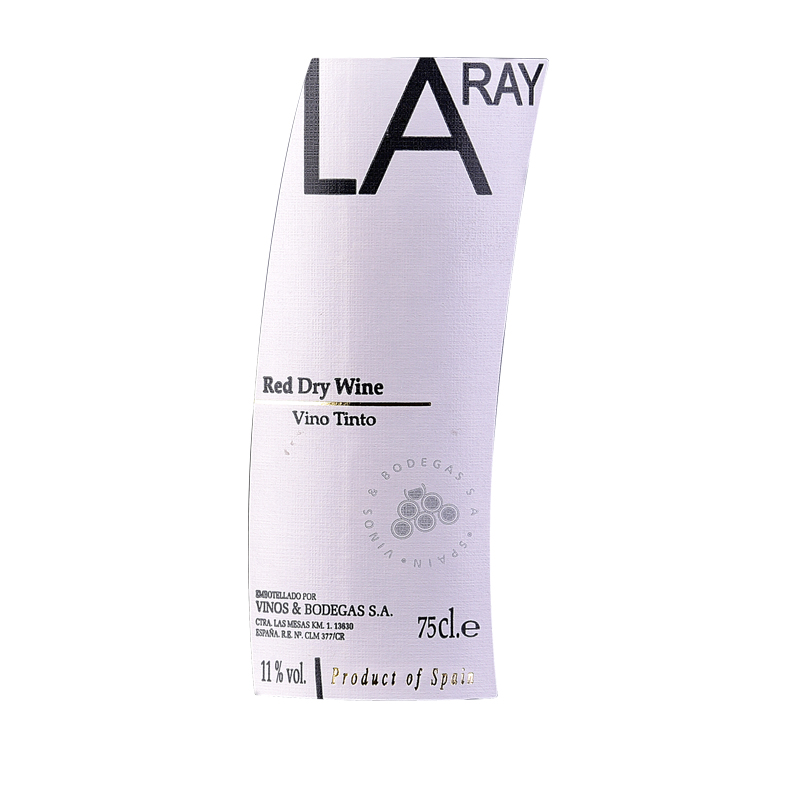 LA RAY
Red Dry Wine
Vino Tinto
VINOS & BODEGAS S A • SPAIN •
EMBOTELLADO POR
VINOS & BODEGAS S.A.
CTRA. LAS MESAS KM. 1. 13630
ESPAÑA. R.E. Nº. CLM 377/CR
75cl.e
11% vol.
Product of Spain